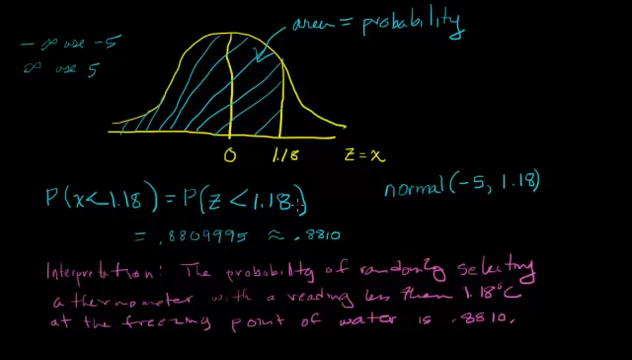 area = probability
-∞ use -5
∞ use 5
0 1.18 z = x
P(x<1.18) = P(z<1.18)
normal(-5, 1.18)
= .8809995 ≈ .8810
Interpretation: The probability of randomly selecting
a thermometer with a reading less than 1.18°C
at the freezing point of water is .8810.